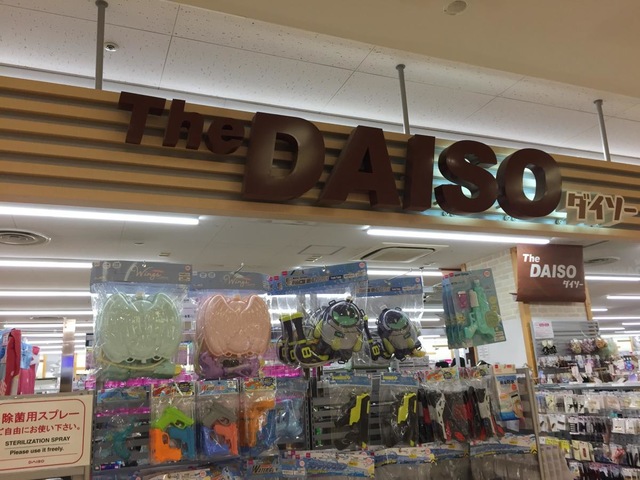 The DAISO ダイソー
The
DAISO
ダイソー
Wings
除菌用スプレー
ご自由にお使い下さい。
STERILIZATION SPRAY
Please use it freely.